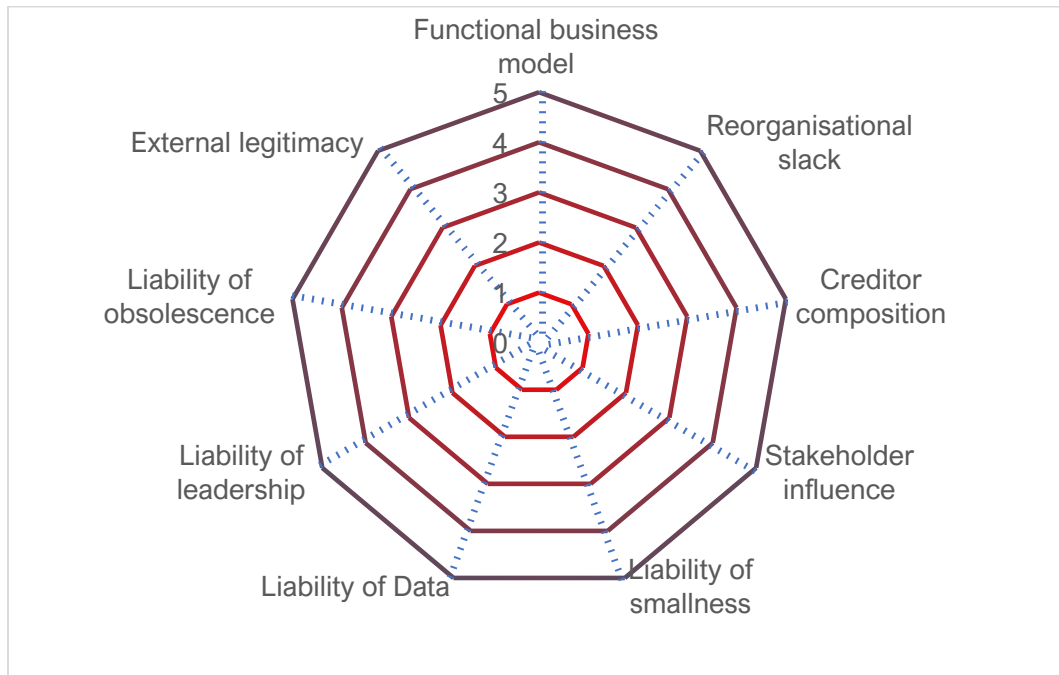 Functional business
model
Reorganisational
slack
Creditor
composition
Stakeholder
influence
Liability of
smallness
Liability of Data
Liability of
leadership
Liability of
obsolescence
External legitimacy
5
4
3
2
1
0